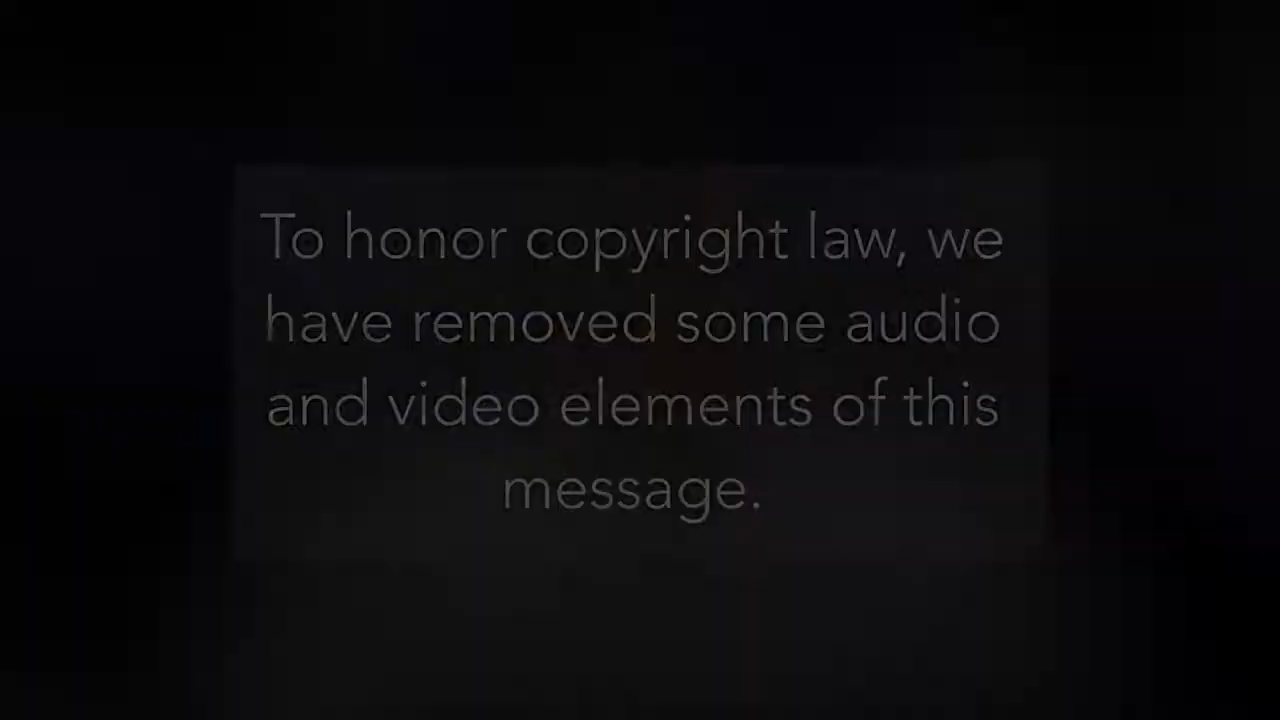 To honor copyright law, we
have removed some audio
and video elements of this
message.